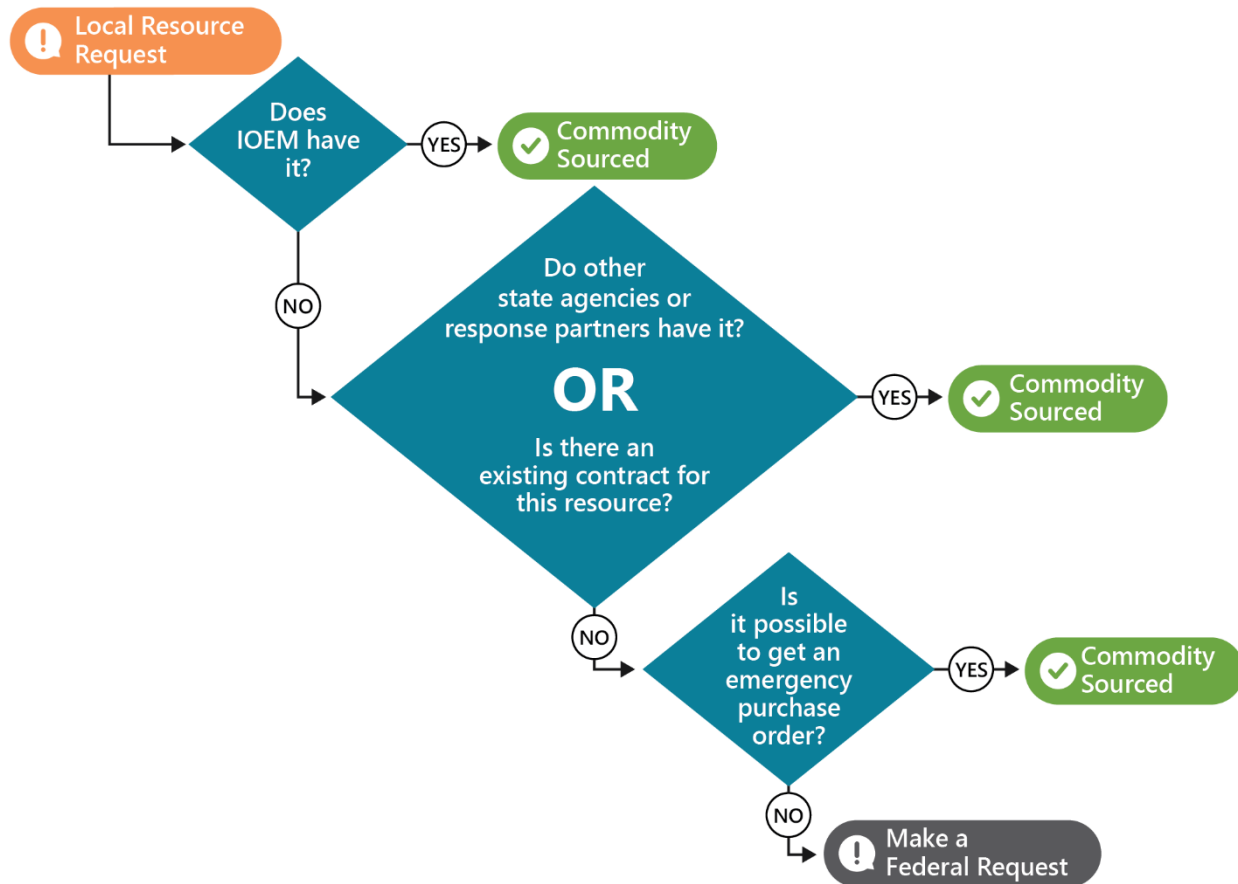 Local Resource
Request
Does
IOEM have
it?
YES
Commodity
Sourced
NO
Do other
state agencies or
response partners have it?
OR
Is there an
existing contract for
this resource?
YES
Commodity
Sourced
NO
Is
it possible
to get an
emergency
purchase
order?
YES
Commodity
Sourced
NO
Make a
Federal Request